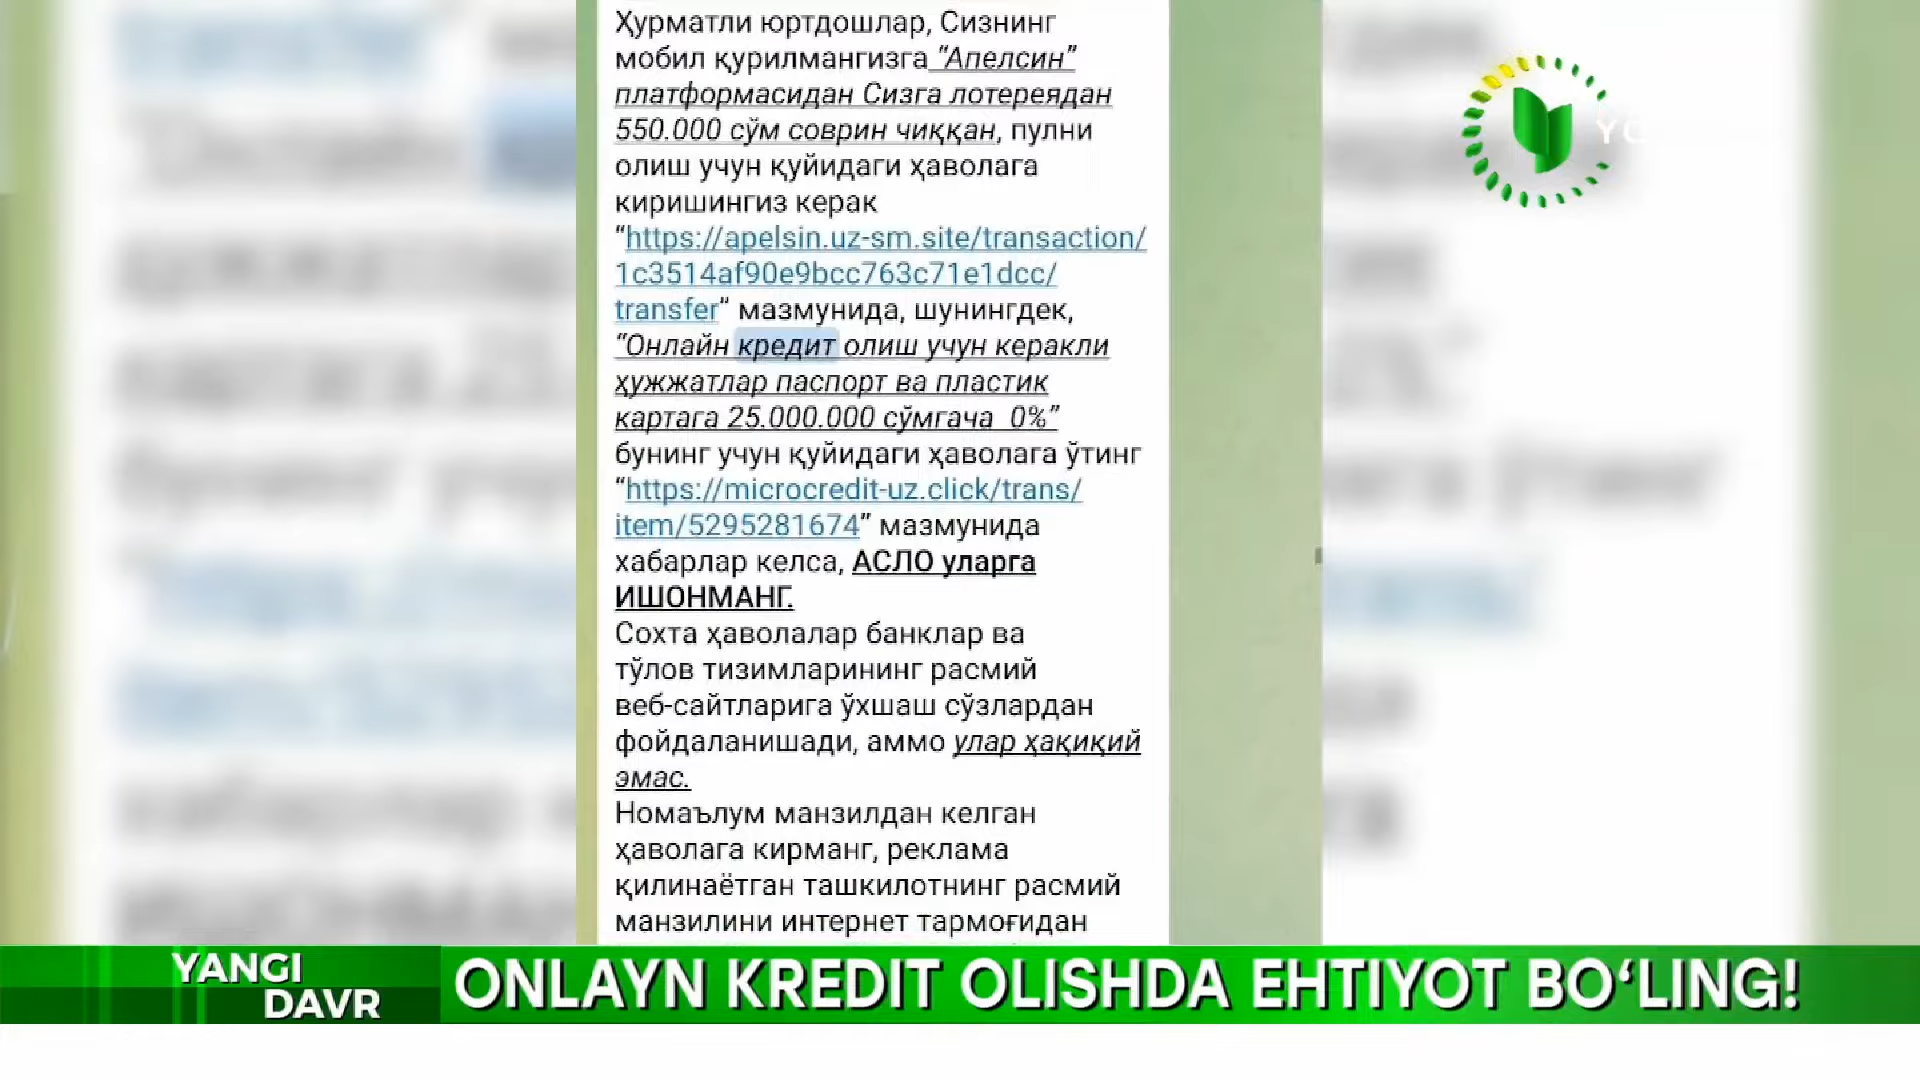 Ҳурматли юртдошлар, Сизнинг
мобил қурилмангизга "Апелсин"
платформасидан Сизга лотереядан
550.000 сўм соврин чиққан, пулни
олиш учун қуйидаги ҳаволага
киришингиз керак
“https://apelsin.uz-sm.site/transaction/
1c3514af90e9bcc763c71e1dcc/
transfer” мазмунида, шунингдек,
“Онлайн кредит олиш учун керакли
ҳужжатлар паспорт ва пластик
картага 25.000.000 сўмгача 0%”
бунинг учун қуйидаги ҳаволага ўтинг
“https://microcredit-uz.click/trans/
item/5295281674” мазмунида
хабарлар келса, АСЛО уларга
ИШОНМАНГ.
Сохта ҳаволалар банклар ва
тўлов тизимларининг расмий
веб-сайтларига ўхшаш сўзлардан
фойдаланишади, аммо улар ҳақиқий
эмас.
Номаълум манзилдан келган
ҳаволага кирманг, реклама
қилинаётган ташкилотнинг расмий
манзилини интернет тармоғидан
YANGI
DAVR
ONLAYN KREDIT OLISHDA EHTIYOT BO‘LING!